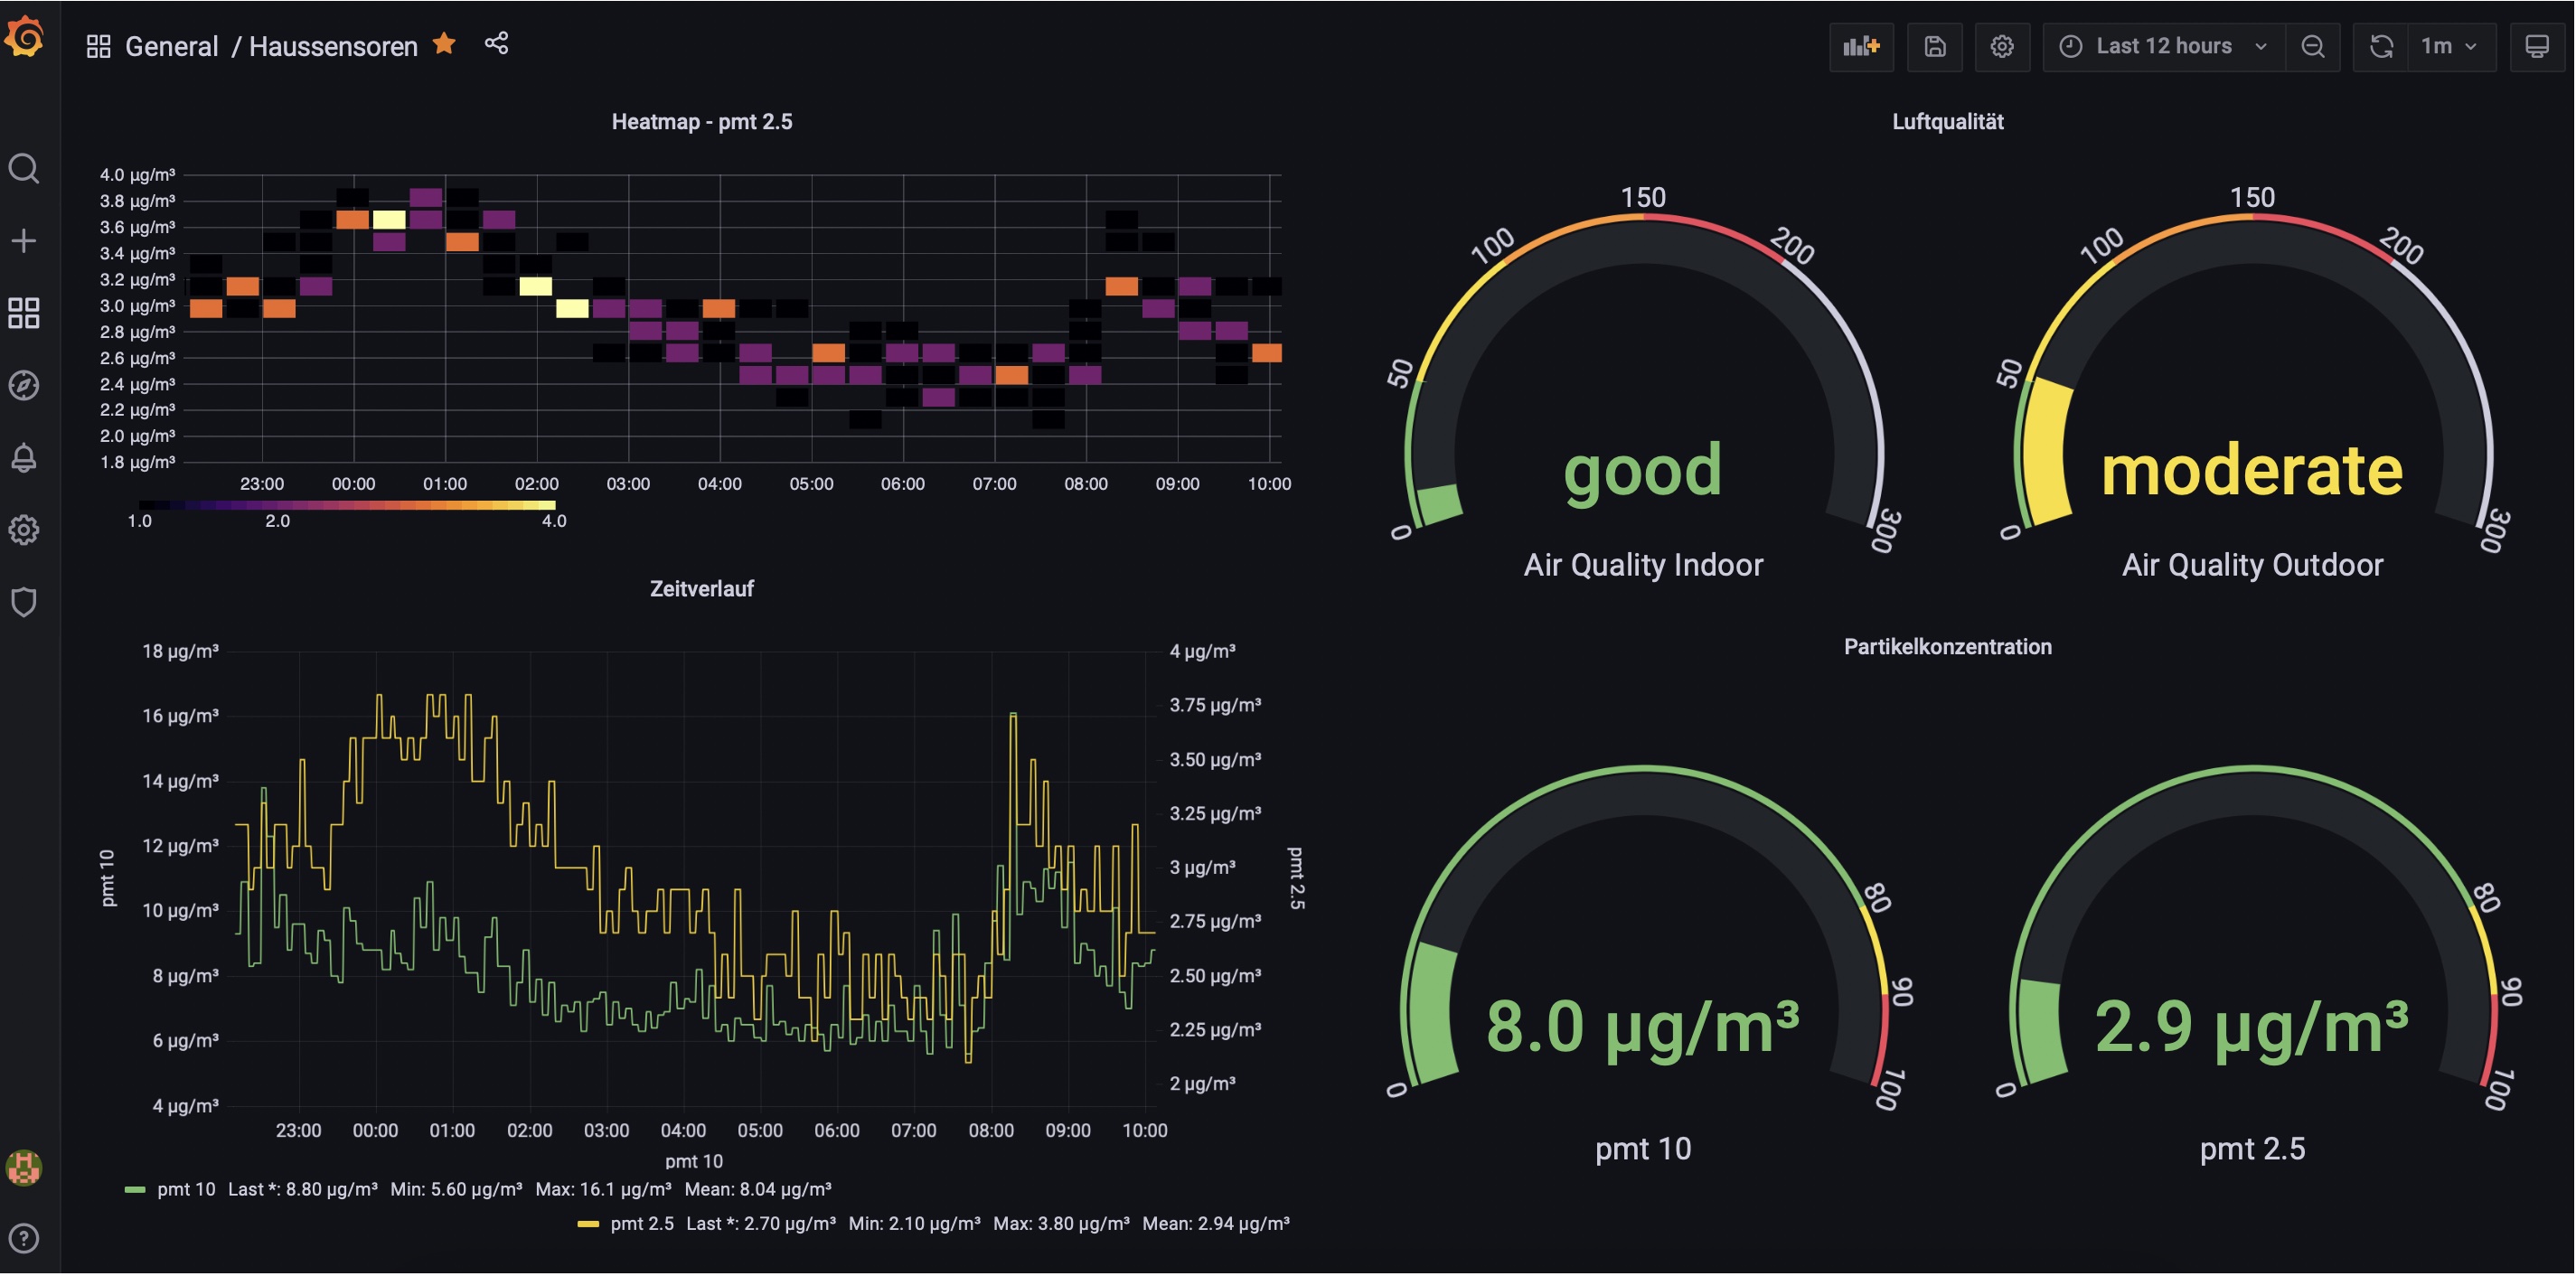 General / Haussensoren
Last 12 hours
1m
Heatmap - pmt 2.5
4.0 µg/m³
3.8 µg/m³
3.6 µg/m³
3.4 µg/m³
3.2 µg/m³
3.0 µg/m³
2.8 µg/m³
2.6 µg/m³
2.4 µg/m³
2.2 µg/m³
2.0 µg/m³
1.8 µg/m³
23:00 00:00 01:00 02:00 03:00 04:00 05:00 06:00 07:00 08:00 09:00 10:00
1.0 2.0 4.0
Luftqualität
0 50 100 150 200 300
good
Air Quality Indoor
0 50 100 150 200 300
moderate
Air Quality Outdoor
Zeitverlauf
18 µg/m³
16 µg/m³
14 µg/m³
12 µg/m³
10 µg/m³
8 µg/m³
6 µg/m³
4 µg/m³
pmt 10
4 µg/m³
3.75 µg/m³
3.50 µg/m³
3.25 µg/m³
3 µg/m³
2.75 µg/m³
2.50 µg/m³
2.25 µg/m³
2 µg/m³
pmt 2.5
23:00 00:00 01:00 02:00 03:00 04:00 05:00 06:00 07:00 08:00 09:00 10:00
pmt 10
pmt 10 Last *: 8.80 µg/m³ Min: 5.60 µg/m³ Max: 16.1 µg/m³ Mean: 8.04 µg/m³
pmt 2.5 Last *: 2.70 µg/m³ Min: 2.10 µg/m³ Max: 3.80 µg/m³ Mean: 2.94 µg/m³
Partikelkonzentration
0 80 90 100
8.0 µg/m³
pmt 10
0 80 90 100
2.9 µg/m³
pmt 2.5